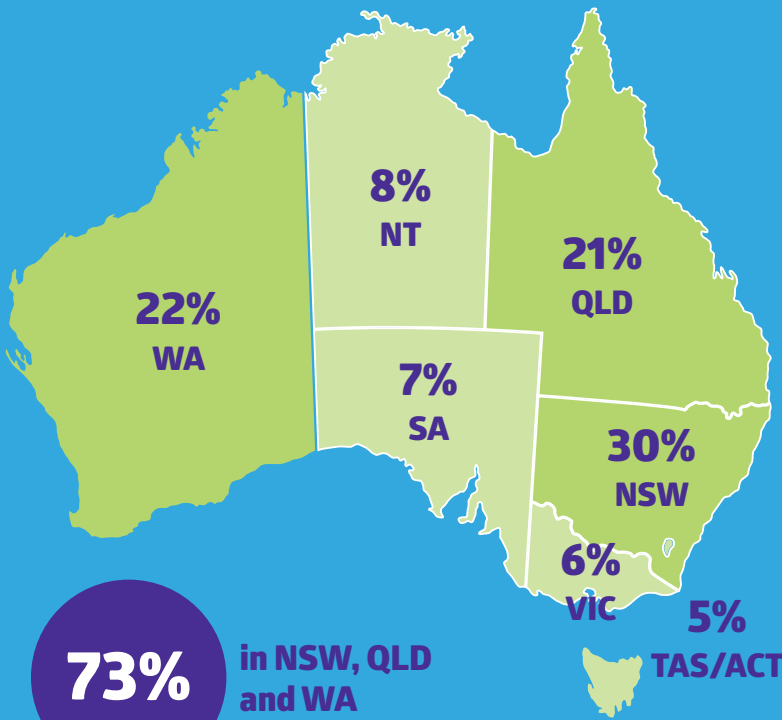 8%
NT
21%
QLD
22%
WA
7%
SA
30%
NSW
6%
VIC
5%
TAS/ACT
73%
in NSW, QLD
and WA